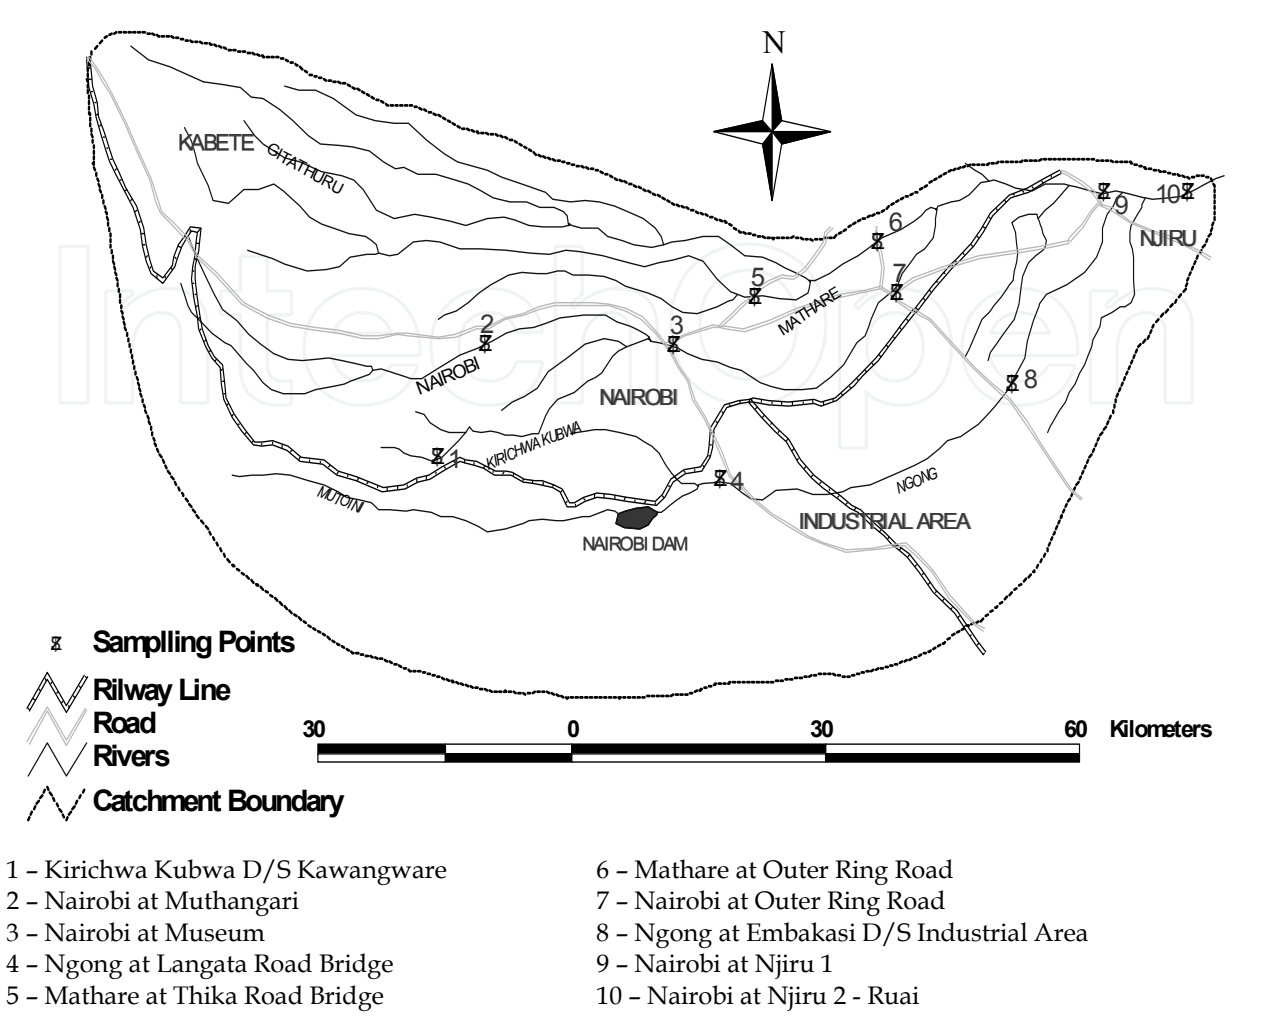 N
KABETE
GITATHURU
6
10
9
NJIRU
5
7
MATHARE
2
3
NAIROBI
NAIROBI
8
1
KIRICHWA KUBWA
4
NGONG
MUTOINI
INDUSTRIAL AREA
NAIROBI DAM
IntechOpen
Samplling Points
Rilway Line
Road
Rivers
Catchment Boundary
30 0 30 60 Kilometers
1 – Kirichwa Kubwa D/S Kawangware
2 – Nairobi at Muthangari
3 – Nairobi at Museum
4 – Ngong at Langata Road Bridge
5 – Mathare at Thika Road Bridge
6 – Mathare at Outer Ring Road
7 – Nairobi at Outer Ring Road
8 – Ngong at Embakasi D/S Industrial Area
9 – Nairobi at Njiru 1
10 – Nairobi at Njiru 2 - Ruai